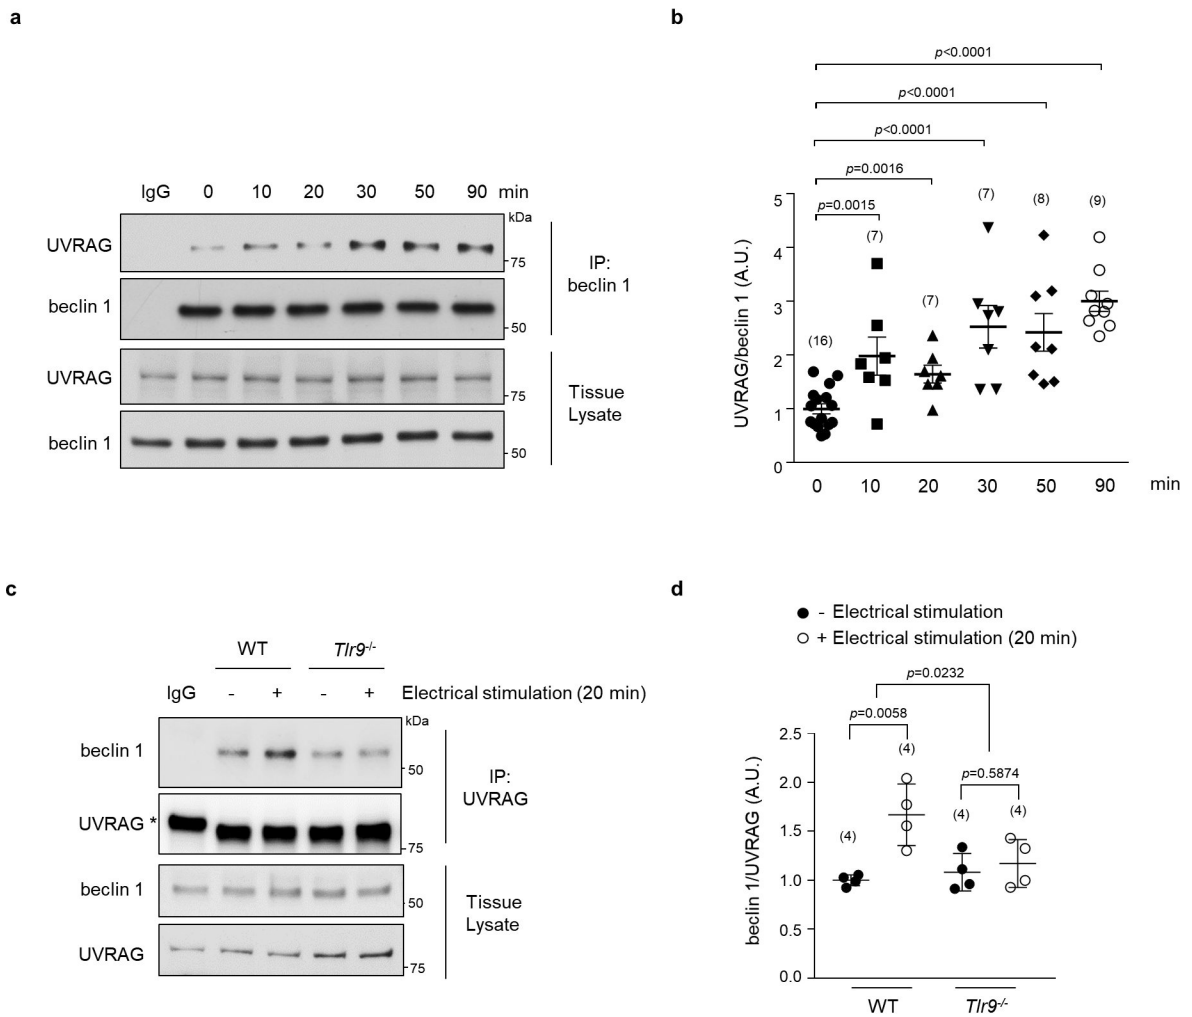 a
IgG 0 10 20 30 50 90 min
kDa
UVRAG
75
IP:
beclin 1
beclin 1
50
UVRAG
75
Tissue
Lysate
beclin 1
50
b
p<0.0001
p<0.0001
p<0.0001
p=0.0016
p=0.0015
(16) (7) (7) (7) (8) (9)
UVRAG/beclin 1 (A.U.)
5
4
3
2
1
0
0 10 20 30 50 90 min
c
WT Tlr9-/-
IgG - + - + Electrical stimulation (20 min)
kDa
beclin 1
50
IP:
UVRAG
UVRAG *
75
beclin 1
50
Tissue
Lysate
UVRAG
75
d
- Electrical stimulation
+ Electrical stimulation (20 min)
p=0.0232
p=0.0058
p=0.5874
(4) (4) (4) (4)
beclin 1/UVRAG (A.U.)
2.5
2.0
1.5
1.0
0.5
0.0
WT Tlr9-/-